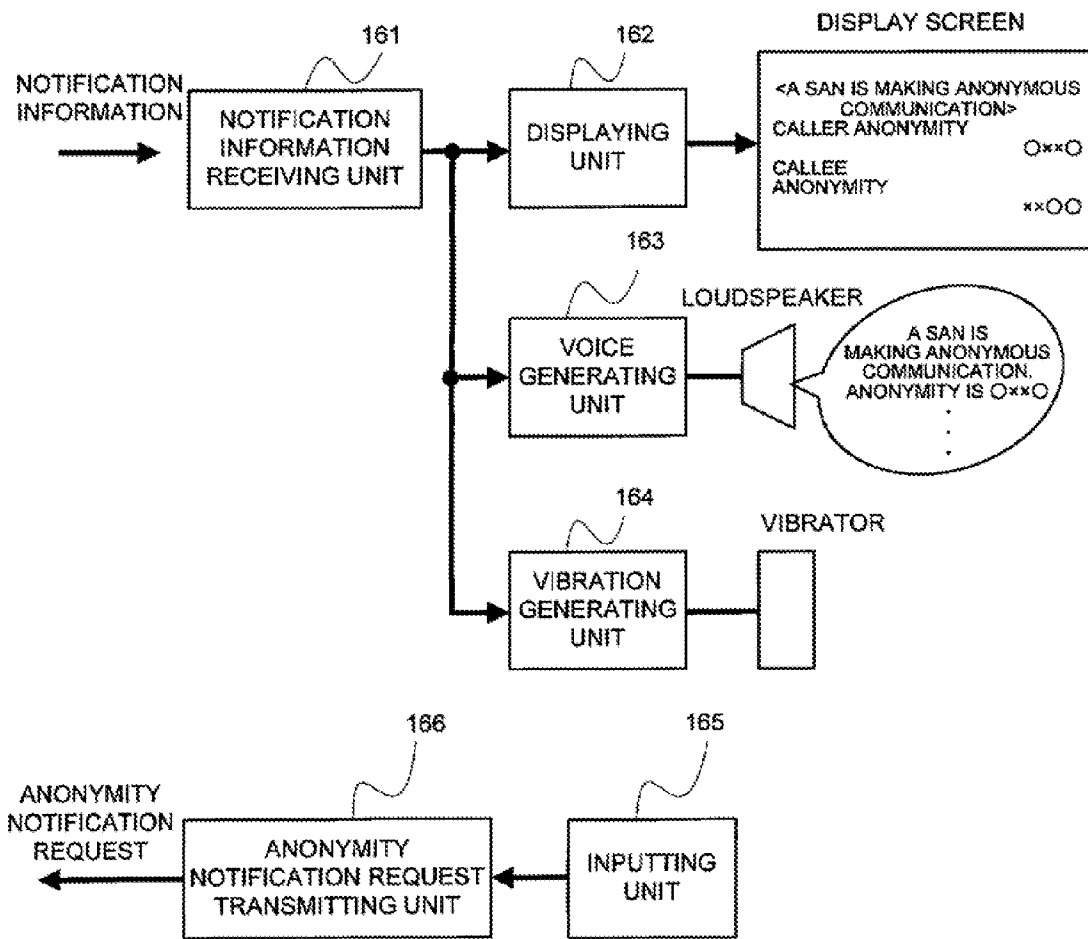 161
162
DISPLAY SCREEN
NOTIFICATION
INFORMATION
NOTIFICATION
INFORMATION
RECEIVING UNIT
DISPLAYING
UNIT
<A SAN IS MAKING ANONYMOUS
COMMUNICATION>
CALLER ANONYMITY
○××○
CALLEE
ANONYMITY
××○○
163
LOUDSPEAKER
VOICE
GENERATING
UNIT
A SAN IS
MAKING ANONYMOUS
COMMUNICATION.
ANONYMITY IS ○××○
.
.
.
164
VIBRATOR
VIBRATION
GENERATING
UNIT
166
165
ANONYMITY
NOTIFICATION
REQUEST
ANONYMITY
NOTIFICATION REQUEST
TRANSMITTING UNIT
INPUTTING
UNIT